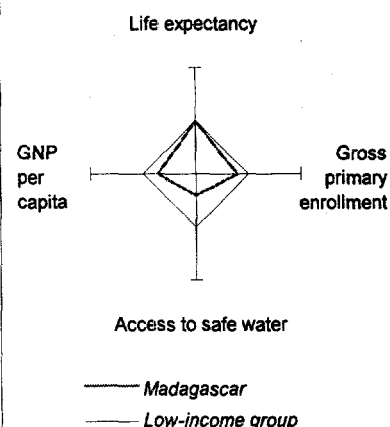 Life expectancy
GNP
per
capita
Gross
primary
enrollment
Access to safe water
Madagascar
Low-income group